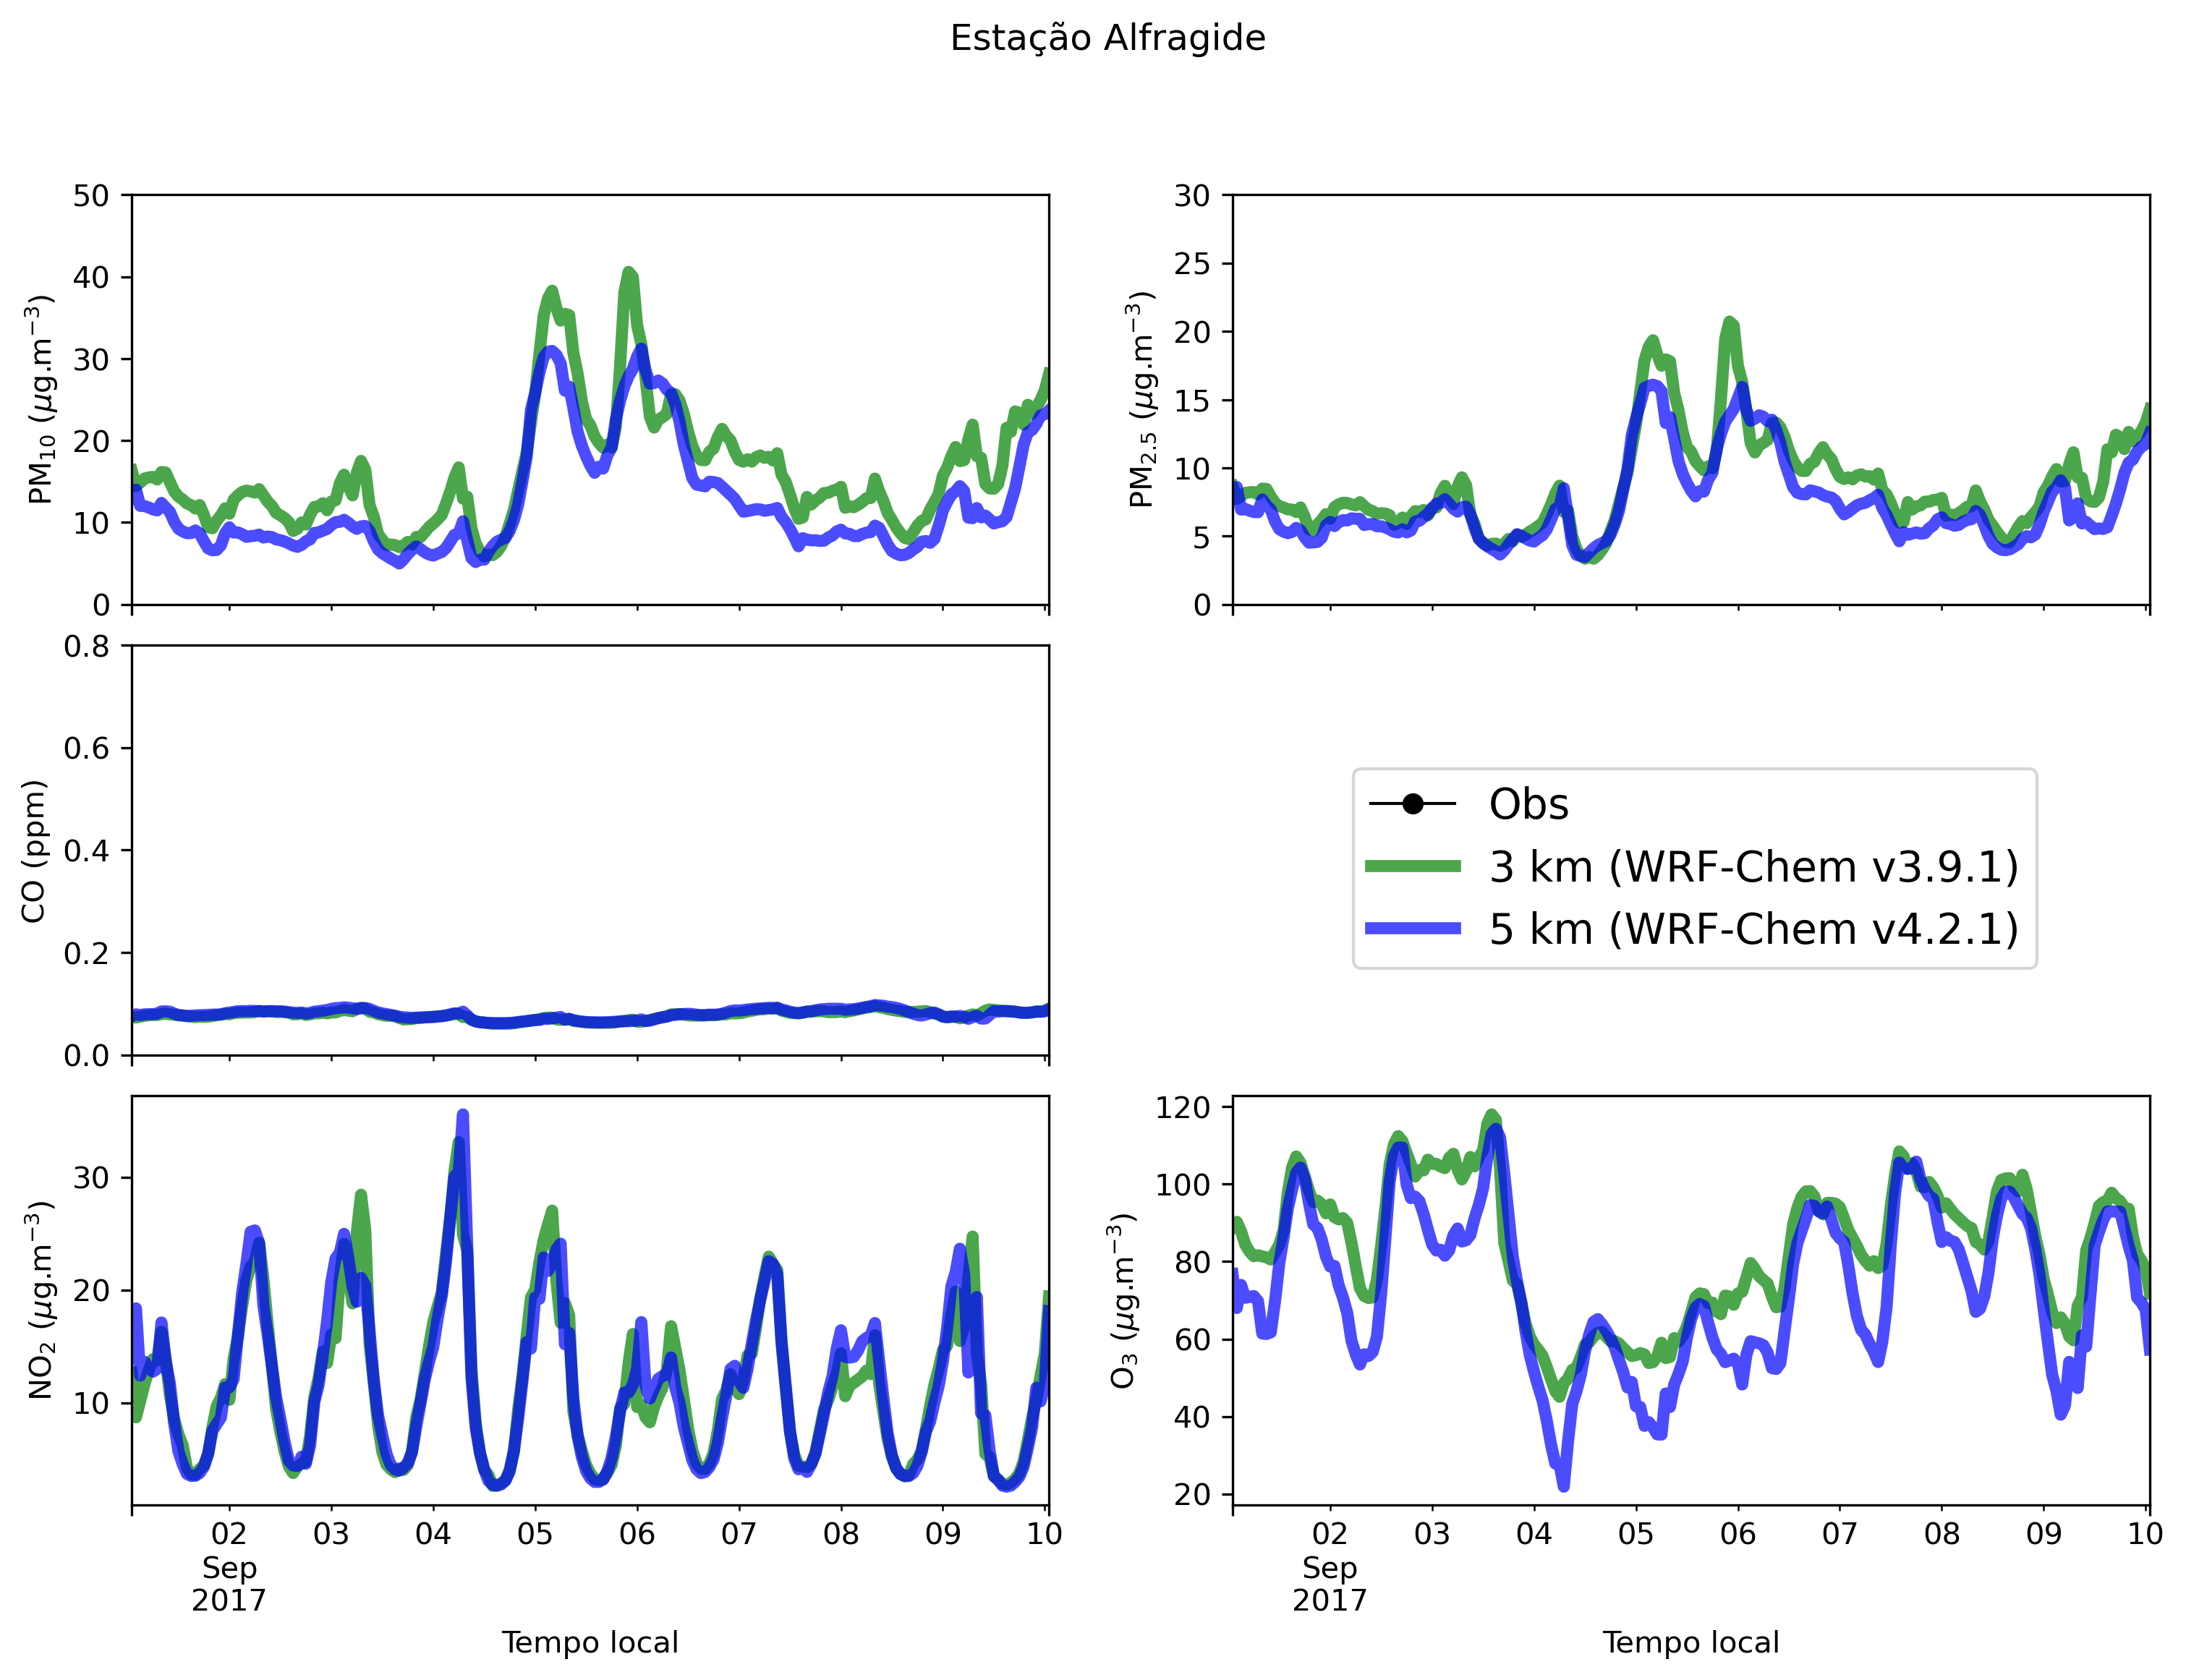 Estação Alfragide
50
40
30
20
10
0
PM₁₀ (μg.m⁻³)
30
25
20
15
10
5
0
PM₂.₅ (μg.m⁻³)
0.8
0.6
0.4
0.2
0.0
CO (ppm)
Obs
3 km (WRF-Chem v3.9.1)
5 km (WRF-Chem v4.2.1)
30
20
10
NO₂ (μg.m⁻³)
02 03 04 05 06 07 08 09 10
Sep
2017
Tempo local
120
100
80
60
40
20
O₃ (μg.m⁻³)
02 03 04 05 06 07 08 09 10
Sep
2017
Tempo local